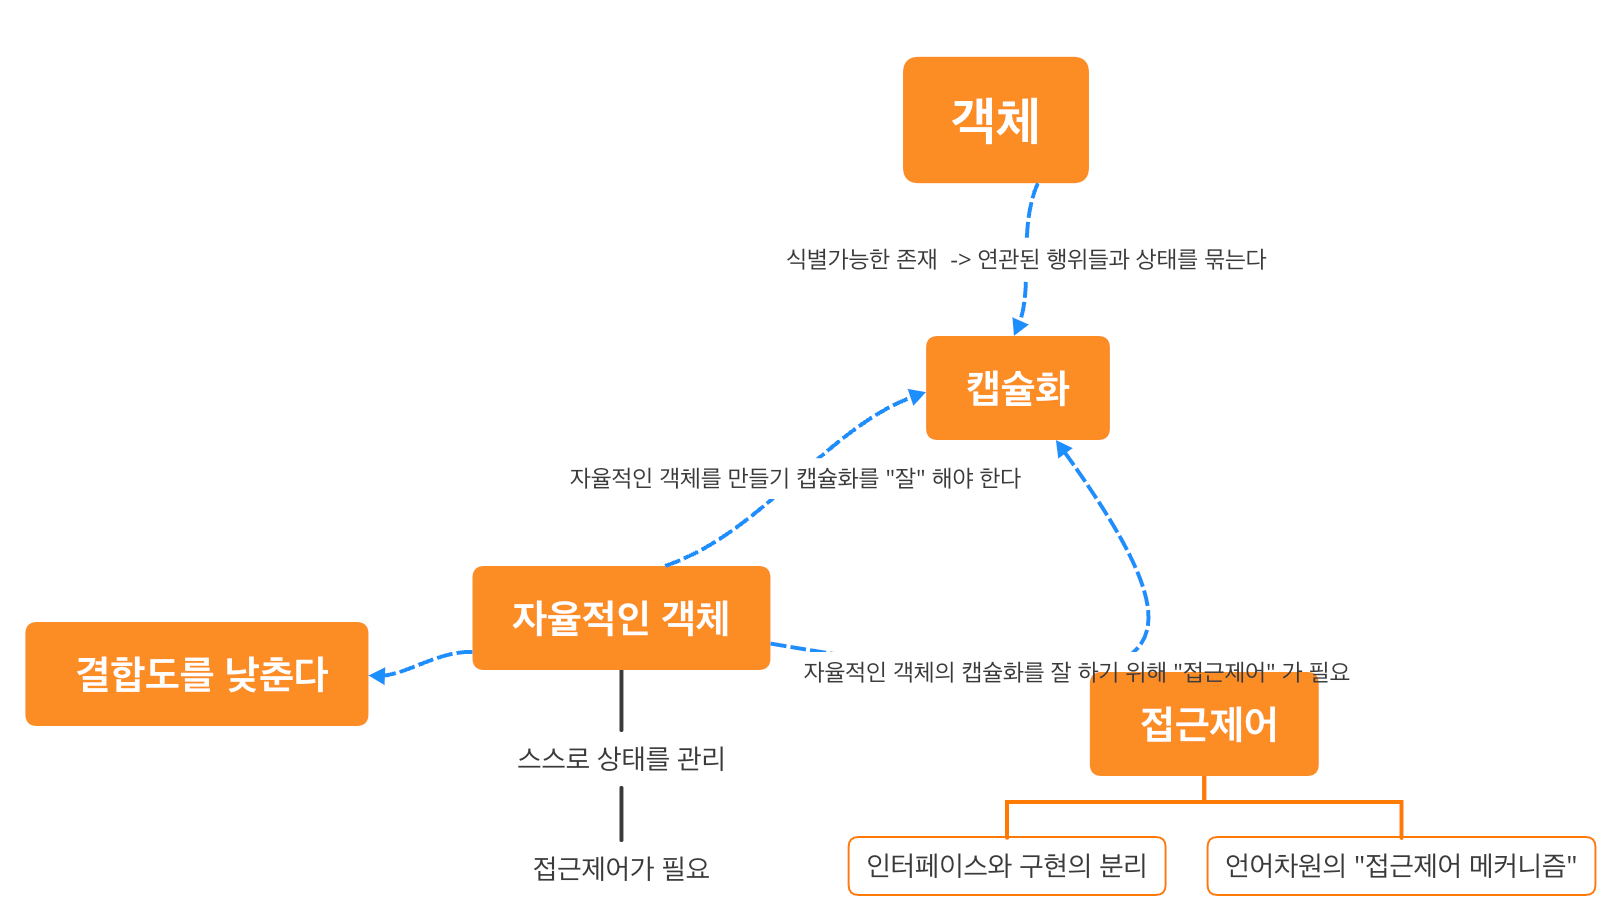 객체
식별가능한 존재 -> 연관된 행위들과 상태를 묶는다
캡슐화
자율적인 객체를 만들기 캡슐화를 "잘" 해야 한다
자율적인 객체
결합도를 낮춘다
자율적인 객체의 캡슐화를 잘 하기 위해 "접근제어" 가 필요
접근제어
스스로 상태를 관리
접근제어가 필요
인터페이스와 구현의 분리
언어차원의 "접근제어 메커니즘"